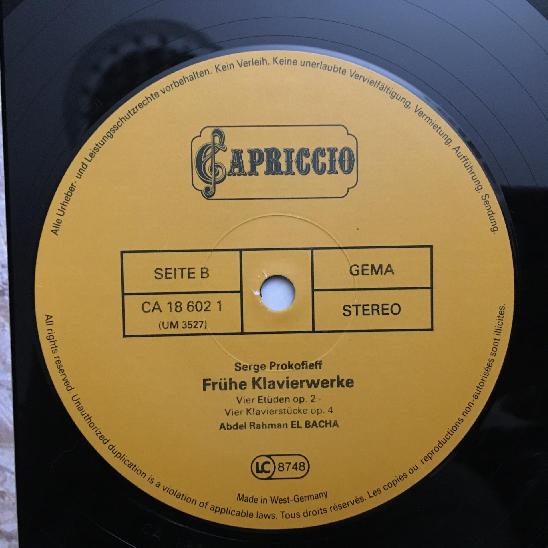 Alle Urheber- und Leistungsschutzrechte vorbehalten. Kein Verleih. Keine unerlaubte Vervielfältigung, Vermietung, Aufführung, Sendung.
CAPRICCIO
SEITE B
GEMA
CA 18 602 1
(UM 3527)
STEREO
Serge Prokofieff
Frühe Klavierwerke
Vier Etüden op. 2 -
Vier Klavierstücke op. 4
Abdel Rahman EL BACHA
LC 8748
Made in West-Germany
All rights reserved. Unauthorized duplication is a violation of applicable laws. Tous droits réservés. Les copies ou reproductions non-autorisées sont illicites.